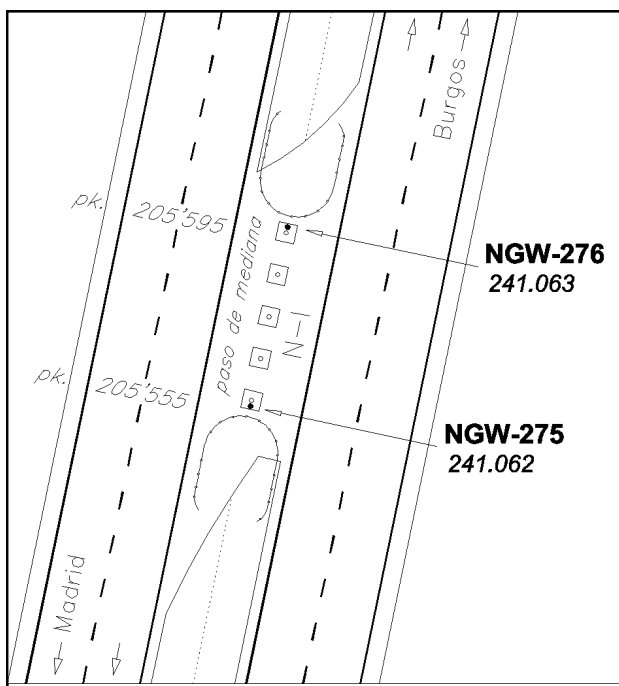 Burgos
pk. 205'595
paso de mediana
NGW-276
241.063
N-I
pk. 205'555
NGW-275
241.062
Madrid